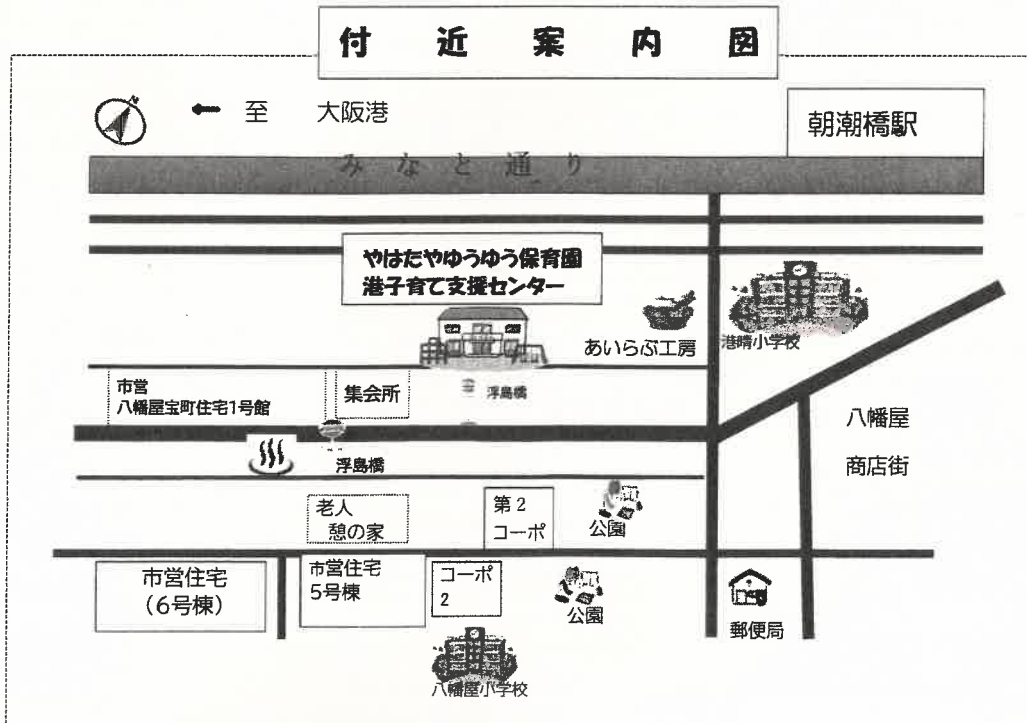 付近案内図
N
← 至 大阪港
朝潮橋駅
みなと通り
やはたやゆうゆう保育園
港子育て支援センター
あいらぶ工房
港晴小学校
市営
八幡屋宝町住宅1号館
集会所
浮島橋
八幡屋
商店街
浮島橋
老人
憩の家
第2
コーポ
公園
市営住宅
(6号棟)
市営住宅
5号棟
コーポ
2
公園
郵便局
八幡屋小学校